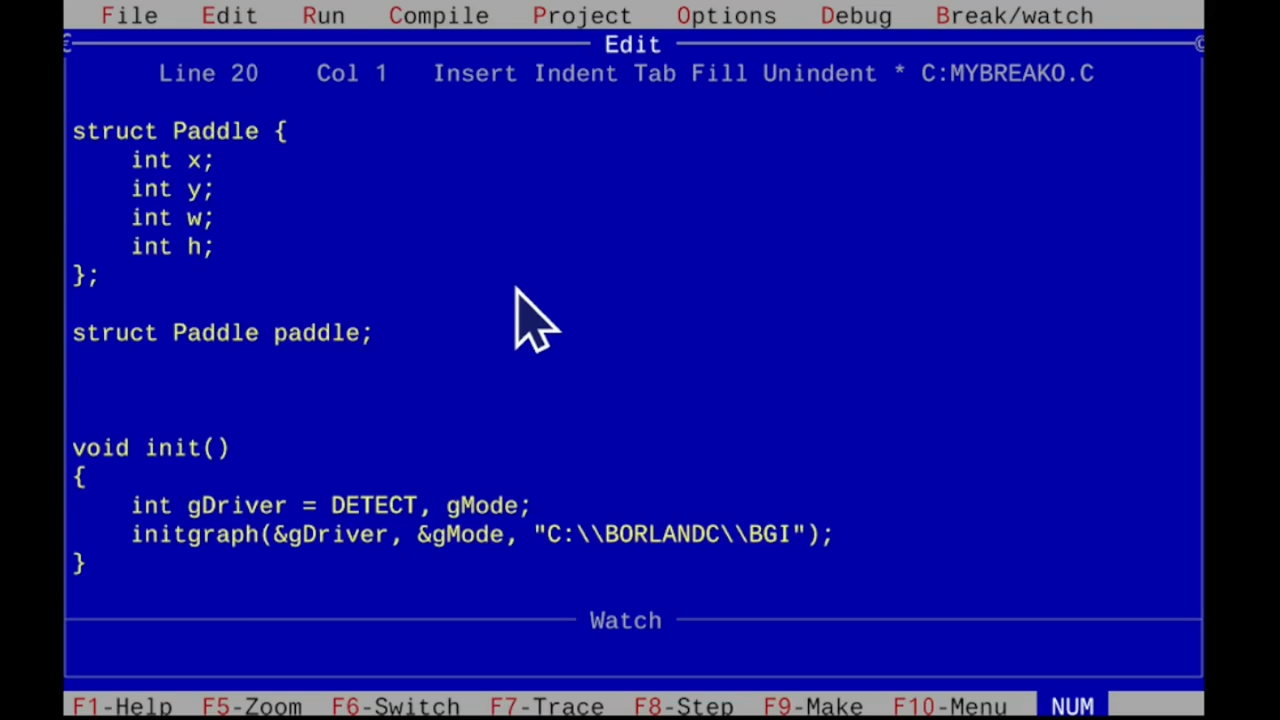 File Edit Run Compile Project Options Debug Break/watch
Edit
Line 20 Col 1 Insert Indent Tab Fill Unindent * C:MYBREAKO.C
struct Paddle {
    int x;
    int y;
    int w;
    int h;
};
struct Paddle paddle;
void init()
{
    int gDriver = DETECT, gMode;
    initgraph(&gDriver, &gMode, "C:\\BORLANDC\\BGI");
}
Watch
F1-Help F5-Zoom F6-Switch F7-Trace F8-Step F9-Make F10-Menu NUM